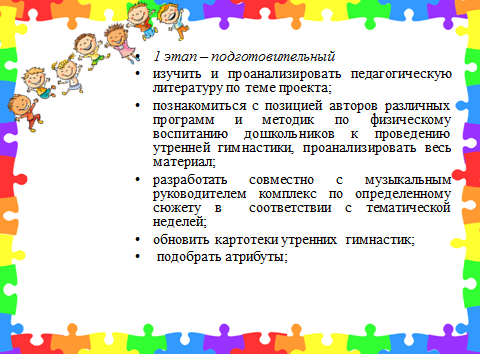 • 1 этап – подготовительный
• изучить и проанализировать педагогическую
литературу по теме проекта;
• познакомиться с позицией авторов различных
программ и методик по физическому
воспитанию дошкольников к проведению
утренней гимнастики, проанализировать весь
материал;
• разработать совместно с музыкальным
руководителем комплекс по определенному
сюжету в соответствии с тематической
неделей;
• обновить картотеки утренних гимнастик;
• подобрать атрибуты;